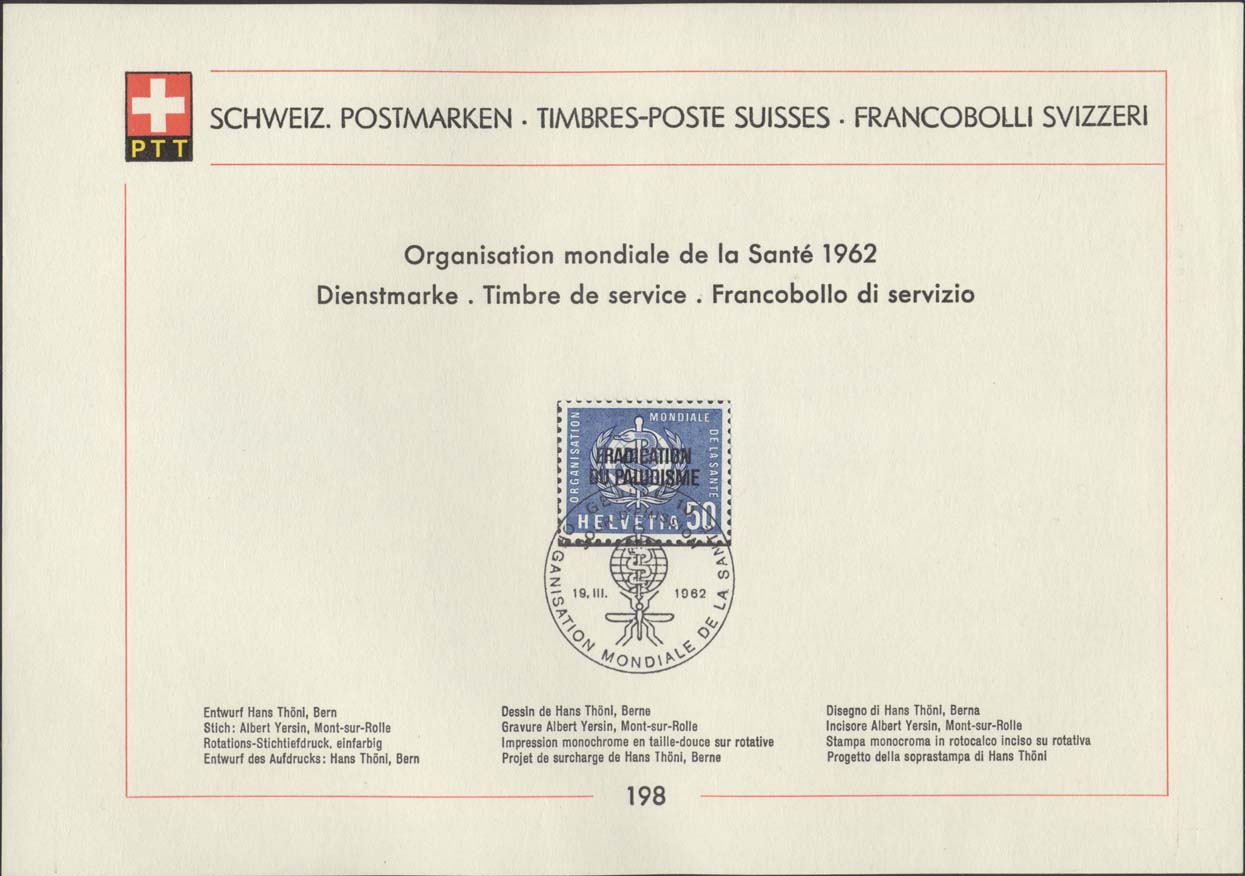 PTT
SCHWEIZ. POSTMARKEN · TIMBRES-POSTE SUISSES · FRANCOBOLLI SVIZZERI
Organisation mondiale de la Santé 1962
Dienstmarke . Timbre de service . Francobollo di servizio
ORGANISATION
MONDIALE
DE LA SANTE
ERADICATION
DU PALUDISME
HELVETIA 50
JOUR D'EMISSION
19.III. 1962
ORGANISATION MONDIALE DE LA SANTE
Entwurf Hans Thöni, Bern
Stich: Albert Yersin, Mont-sur-Rolle
Rotations-Stichtiefdruck, einfarbig
Entwurf des Aufdrucks: Hans Thöni, Bern
Dessin de Hans Thöni, Berne
Gravure Albert Yersin, Mont-sur-Rolle
Impression monochrome en taille-douce sur rotative
Projet de surcharge de Hans Thöni, Berne
Disegno di Hans Thöni, Berna
Incisore Albert Yersin, Mont-sur-Rolle
Stampa monocroma in rotocalco inciso su rotativa
Progetto della soprastampa di Hans Thöni
198